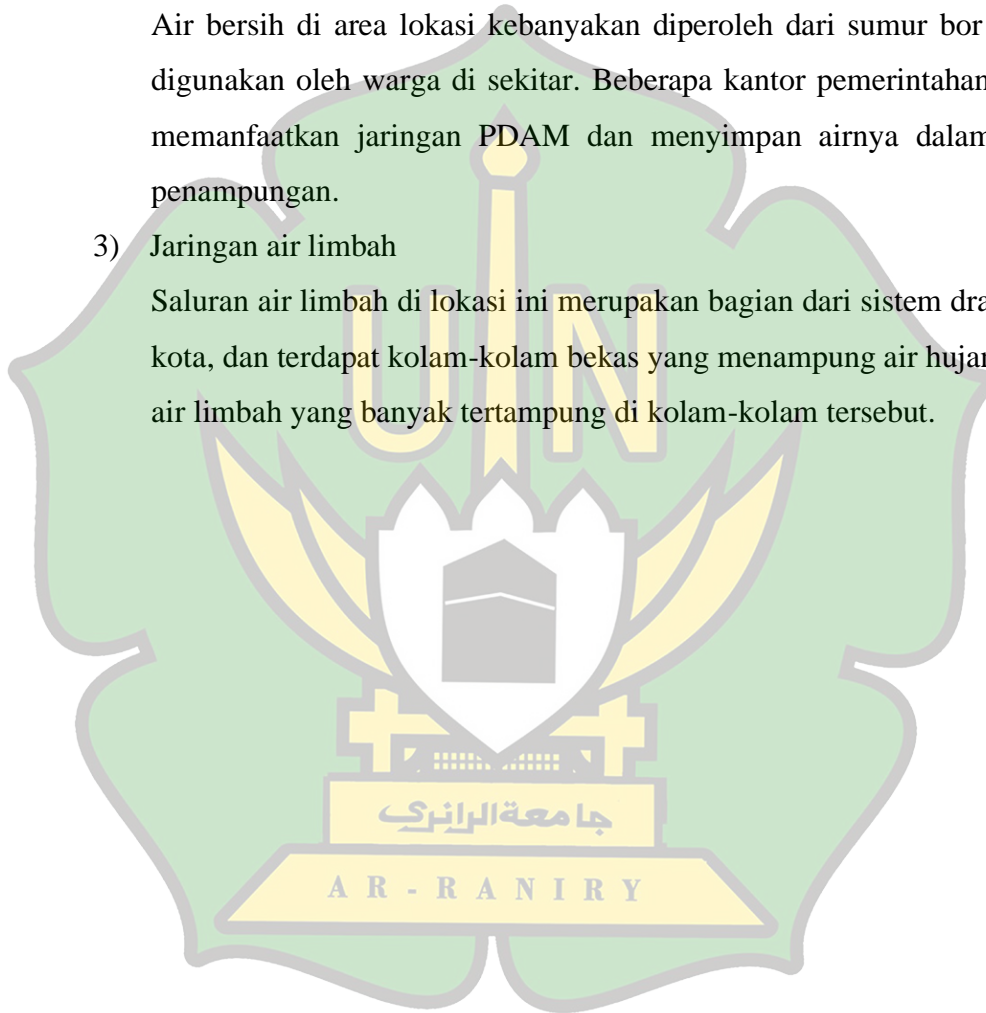 Air bersih di area lokasi kebanyakan diperoleh dari sumur bor
digunakan oleh warga di sekitar. Beberapa kantor pemerintahan
memanfaatkan jaringan PDAM dan menyimpan airnya dalam
penampungan.
3) Jaringan air limbah
Saluran air limbah di lokasi ini merupakan bagian dari sistem dra
kota, dan terdapat kolam-kolam bekas yang menampung air hujan
air limbah yang banyak tertampung di kolam-kolam tersebut.
UIN
جامعة الرانري
AR-RANIRY